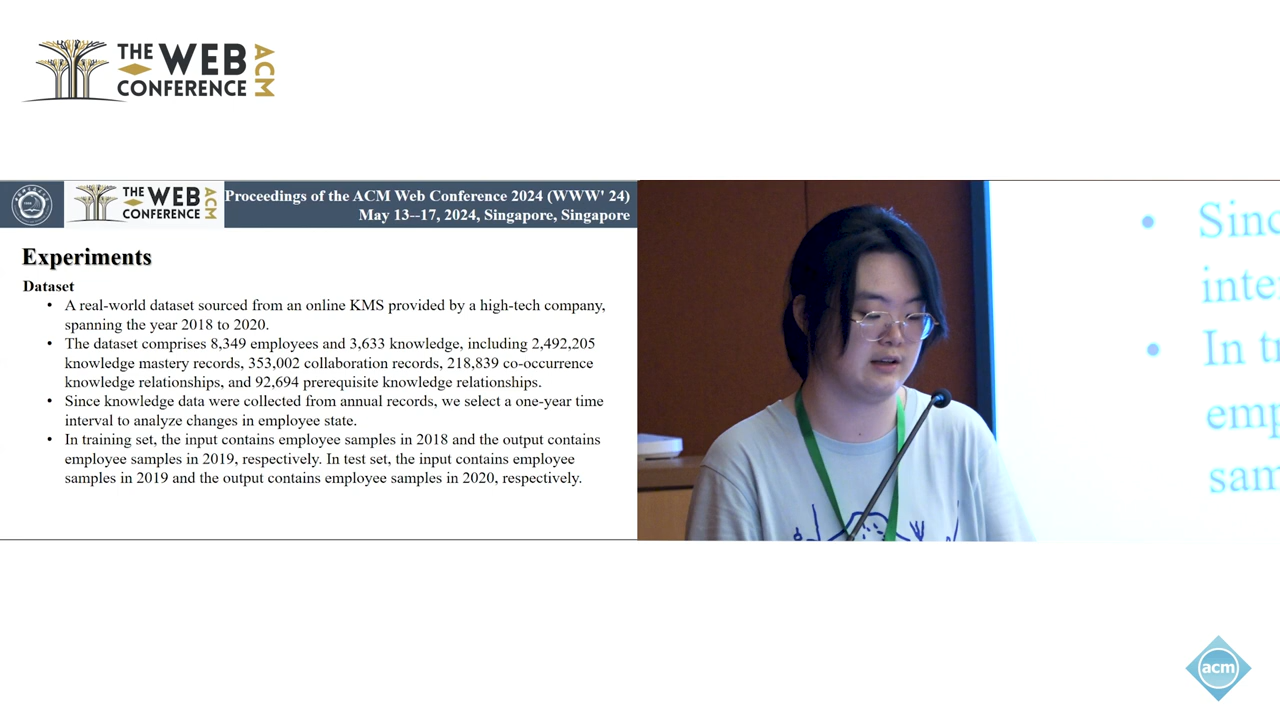 THE WEB ACM
CONFERENCE
THE WEB ACM
CONFERENCE
Proceedings of the ACM Web Conference 2024 (WWW' 24)
May 13--17, 2024, Singapore, Singapore
Experiments
Dataset
• A real-world dataset sourced from an online KMS provided by a high-tech company,
spanning the year 2018 to 2020.
• The dataset comprises 8,349 employees and 3,633 knowledge, including 2,492,205
knowledge mastery records, 353,002 collaboration records, 218,839 co-occurrence
knowledge relationships, and 92,694 prerequisite knowledge relationships.
• Since knowledge data were collected from annual records, we select a one-year time
interval to analyze changes in employee state.
• In training set, the input contains employee samples in 2018 and the output contains
employee samples in 2019, respectively. In test set, the input contains employee
samples in 2019 and the output contains employee samples in 2020, respectively.
• Sinc
inte
• In t
emp
sam
acm